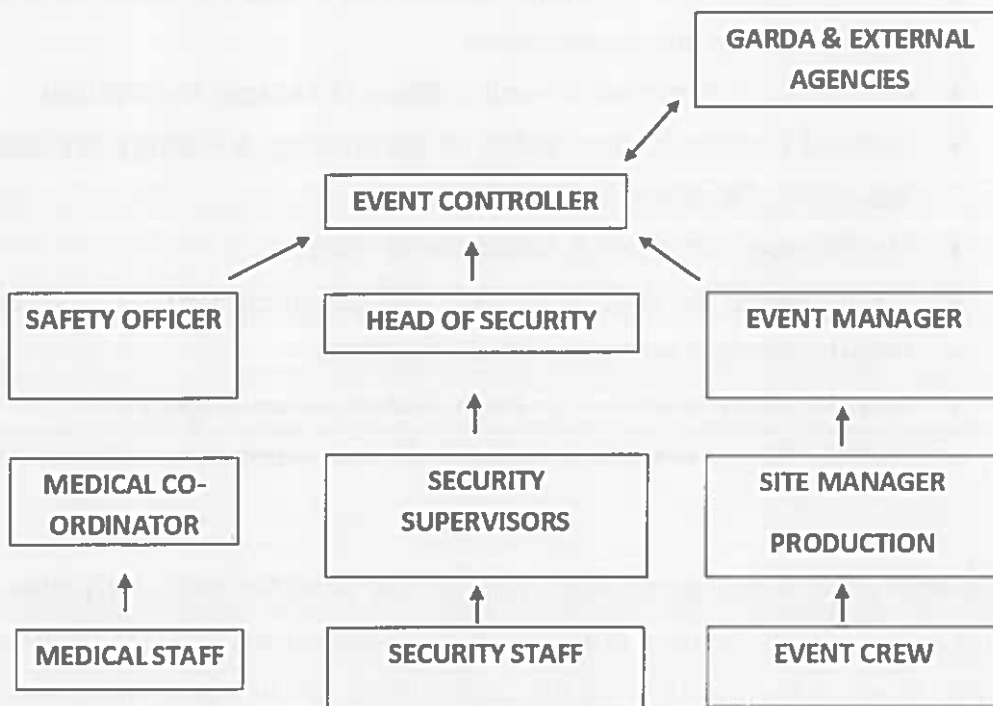 GARDA & EXTERNAL
AGENCIES
EVENT CONTROLLER
SAFETY OFFICER
HEAD OF SECURITY
EVENT MANAGER
MEDICAL CO-
ORDINATOR
SECURITY
SUPERVISORS
SITE MANAGER
PRODUCTION
MEDICAL STAFF
SECURITY STAFF
EVENT CREW